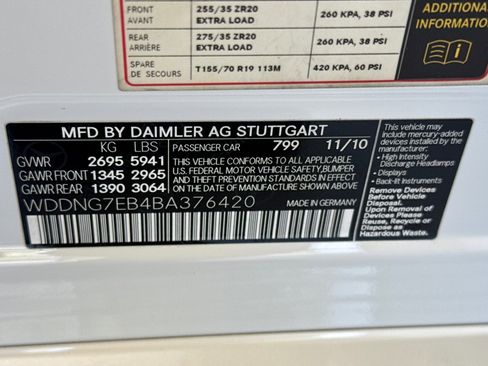 FRONT 255/35 ZR20 260 KPA, 38 PSI
AVANT EXTRA LOAD
REAR 275/35 ZR20 260 KPA, 38 PSI
ARRIÈRE EXTRA LOAD
SPARE T155/70 R19 113M 420 KPA, 60 PSI
DE SECOURS
ADDITIONAL
INFORMATION
MFD BY DAIMLER AG STUTTGART
KG LBS PASSENGER CAR 799 11/10
GVWR 2695 5941
GAWR FRONT 1345 2965
GAWR REAR 1390 3064
THIS VEHICLE CONFORMS TO ALL APPLICABLE
U.S. FEDERAL MOTOR VEHICLE SAFETY,BUMPER
AND THEFT PREVENTION STANDARDS IN EFFECT
ON THE DATE OF MANUFACTURE SHOWN ABOVE.
WDDNG7EB4BA376420 MADE IN GERMANY
This Vehicle may include
mercury-added
devices when
installed by manufacturer:
• High Intensity
Discharge Headlamps
• Displays
• Back-lit Instruments
Remove Devices
Before Vehicle
Disposal.
Upon Removal of
Devices Please
Reuse, Recycle or
Dispose as
Hazardous Waste.